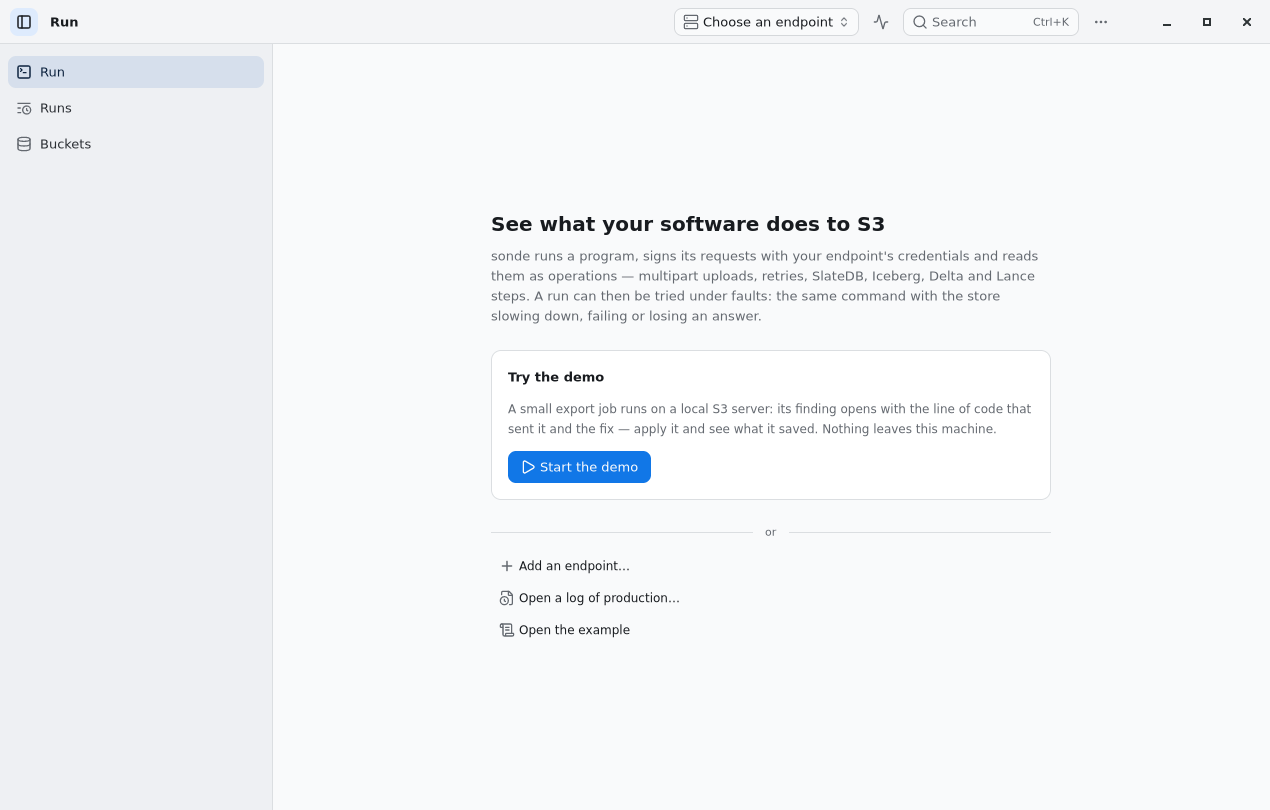 Run
Choose an endpoint
Search
Ctrl+K
Run
Runs
Buckets
See what your software does to S3
sonde runs a program, signs its requests with your endpoint's credentials and reads
them as operations — multipart uploads, retries, SlateDB, Iceberg, Delta and Lance
steps. A run can then be tried under faults: the same command with the store
slowing down, failing or losing an answer.
Try the demo
A small export job runs on a local S3 server: its finding opens with the line of code that
sent it and the fix — apply it and see what it saved. Nothing leaves this machine.
Start the demo
or
Add an endpoint...
Open a log of production...
Open the example